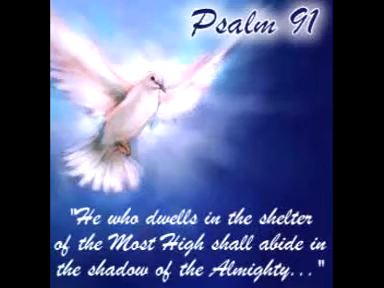 Psalm 91
"He who dwells in the shelter
of the Most High shall abide in
the shadow of the Almighty..."